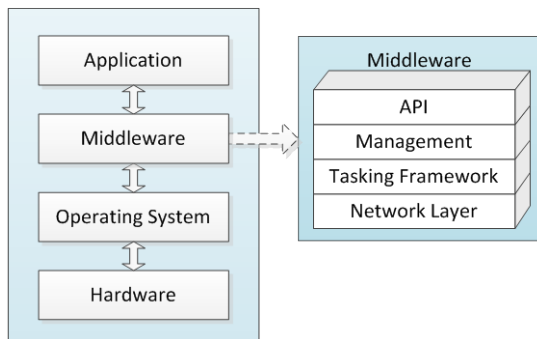 Application
Middleware
Operating System
Hardware
Middleware
API
Management
Tasking Framework
Network Layer